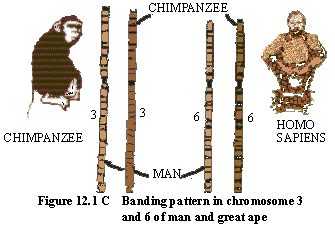 CHIMPANZEE
3 3 6 6
CHIMPANZEE
HOMO
SAPIENS
MAN
Figure 12.1 C Banding pattern in chromosome 3
and 6 of man and great ape